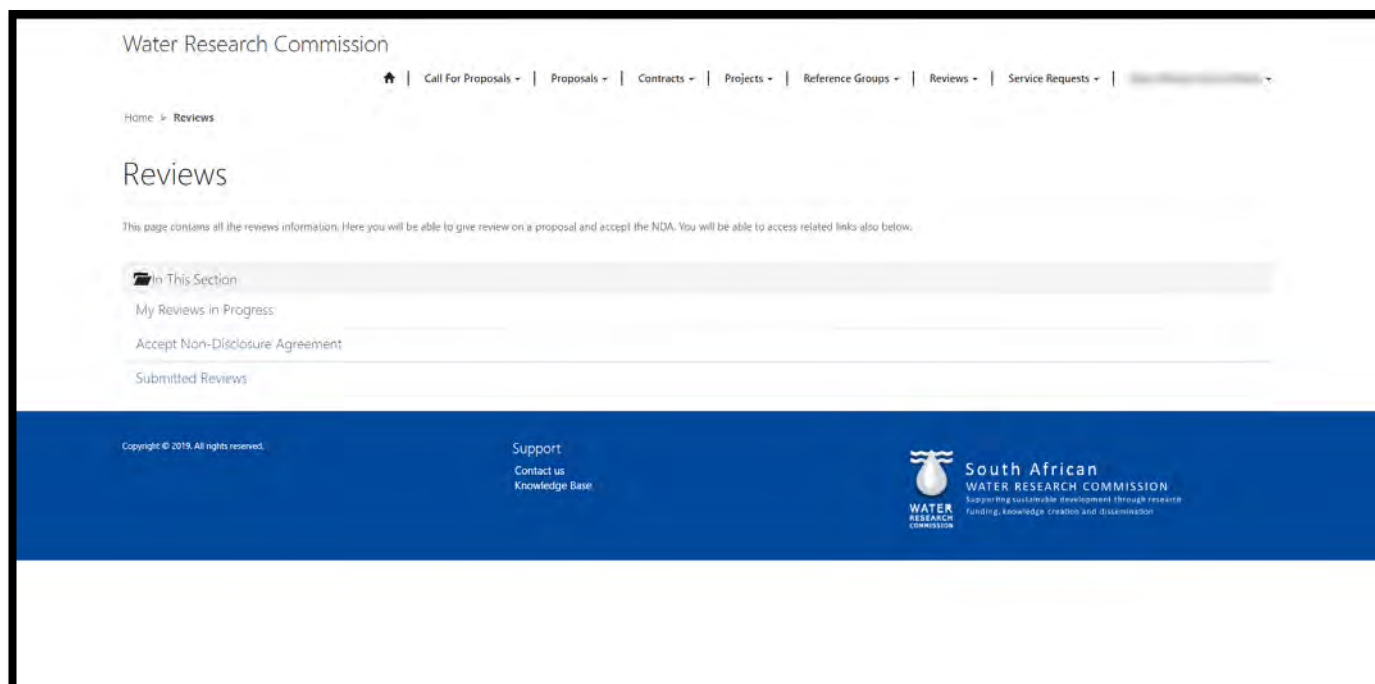 Water Research Commission
Call For Proposals | Proposals | Contracts | Projects | Reference Groups | Reviews | Service Requests |
Home > Reviews
Reviews
This page contains all the reviews information. Here you will be able to give review on a proposal and accept the NDA. You will be able to access related links also below.
In This Section
My Reviews in Progress
Accept Non-Disclosure Agreement
Submitted Reviews
Copyright © 2019. All rights reserved.
Support
Contact us
Knowledge Base
WATER
RESEARCH
COMMISSION
South African
WATER RESEARCH COMMISSION
Supporting sustainable development through research
funding, knowledge creation and dissemination